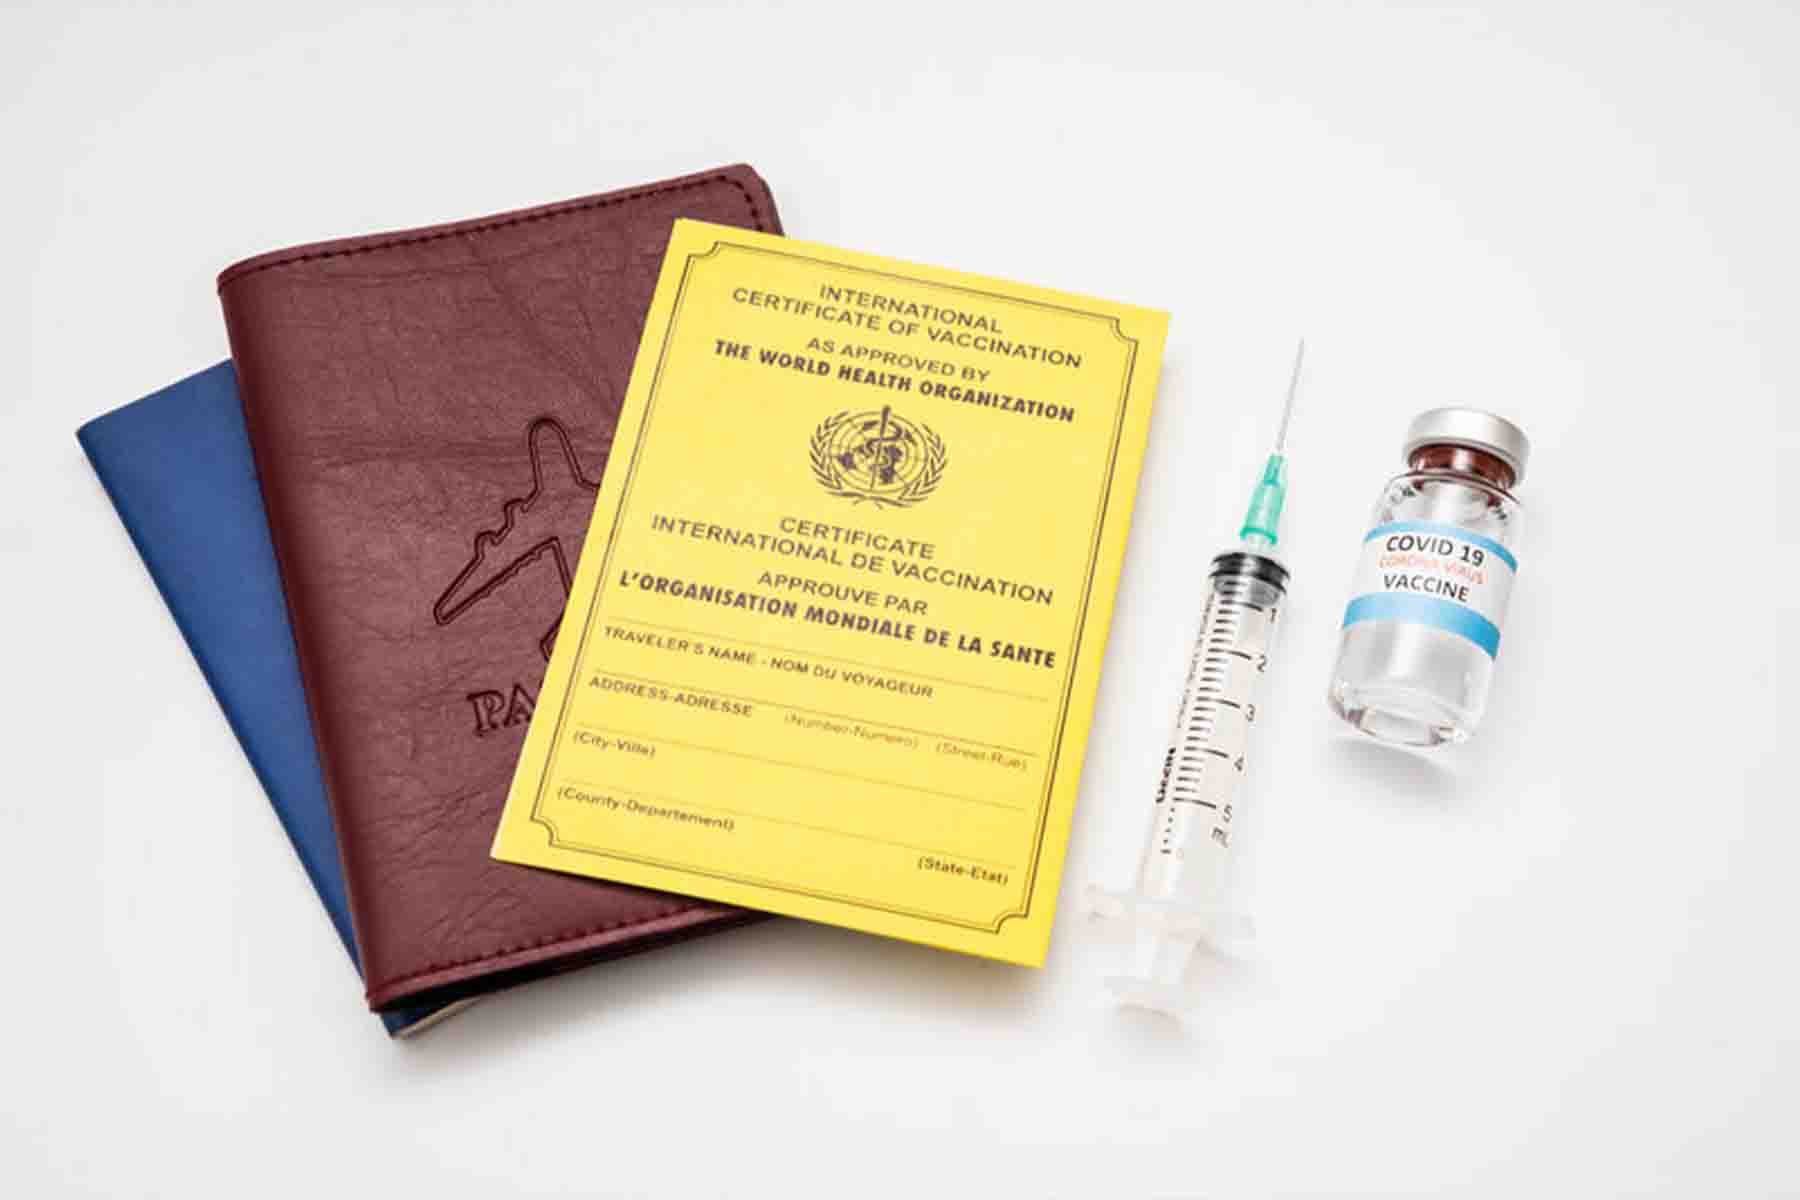 PA
INTERNATIONAL
CERTIFICATE OF VACCINATION
AS APPROVED BY
THE WORLD HEALTH ORGANIZATION
CERTIFICATE
INTERNATIONAL DE VACCINATION
APPROUVE PAR
L'ORGANISATION MONDIALE DE LA SANTE
TRAVELER'S NAME - NOM DU VOYAGEUR
ADDRESS-ADRESSE (Number-Numero) (Street-Rue)
(City-Ville)
(County-Departement)
(State-Etat)
1
2
3
4
5
mL
COVID 19
CORONA VIRUS
VACCINE